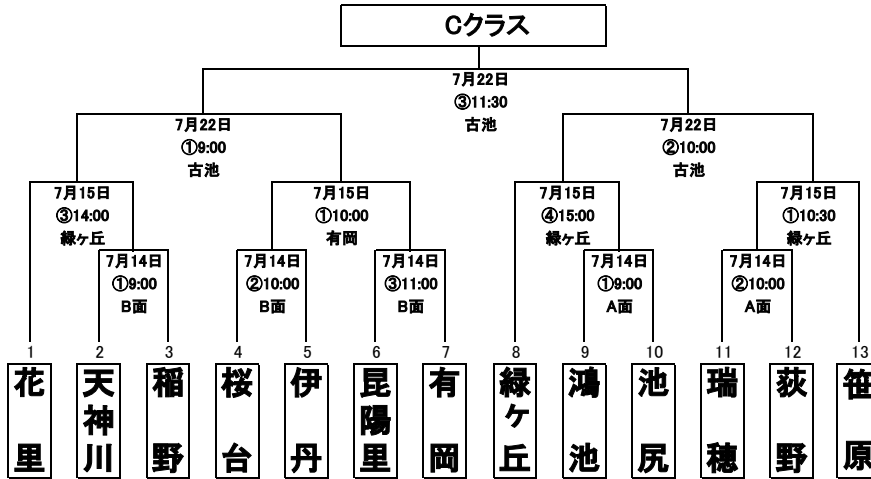 Cクラス
7月22日
③11:30
古池
7月22日
①9:00
古池
7月22日
②10:00
古池
7月15日
③14:00
緑ヶ丘
7月15日
①10:00
有岡
7月15日
④15:00
緑ヶ丘
7月15日
①10:30
緑ヶ丘
7月14日
①9:00
B面
7月14日
②10:00
B面
7月14日
③11:00
B面
7月14日
①9:00
A面
7月14日
②10:00
A面
1 2 3 4 5 6 7 8 9 10 11 12 13
花里
天神川
稲野
桜台
伊丹
昆陽里
有岡
緑ケ丘
鴻池
池尻
瑞穂
荻野
笹原